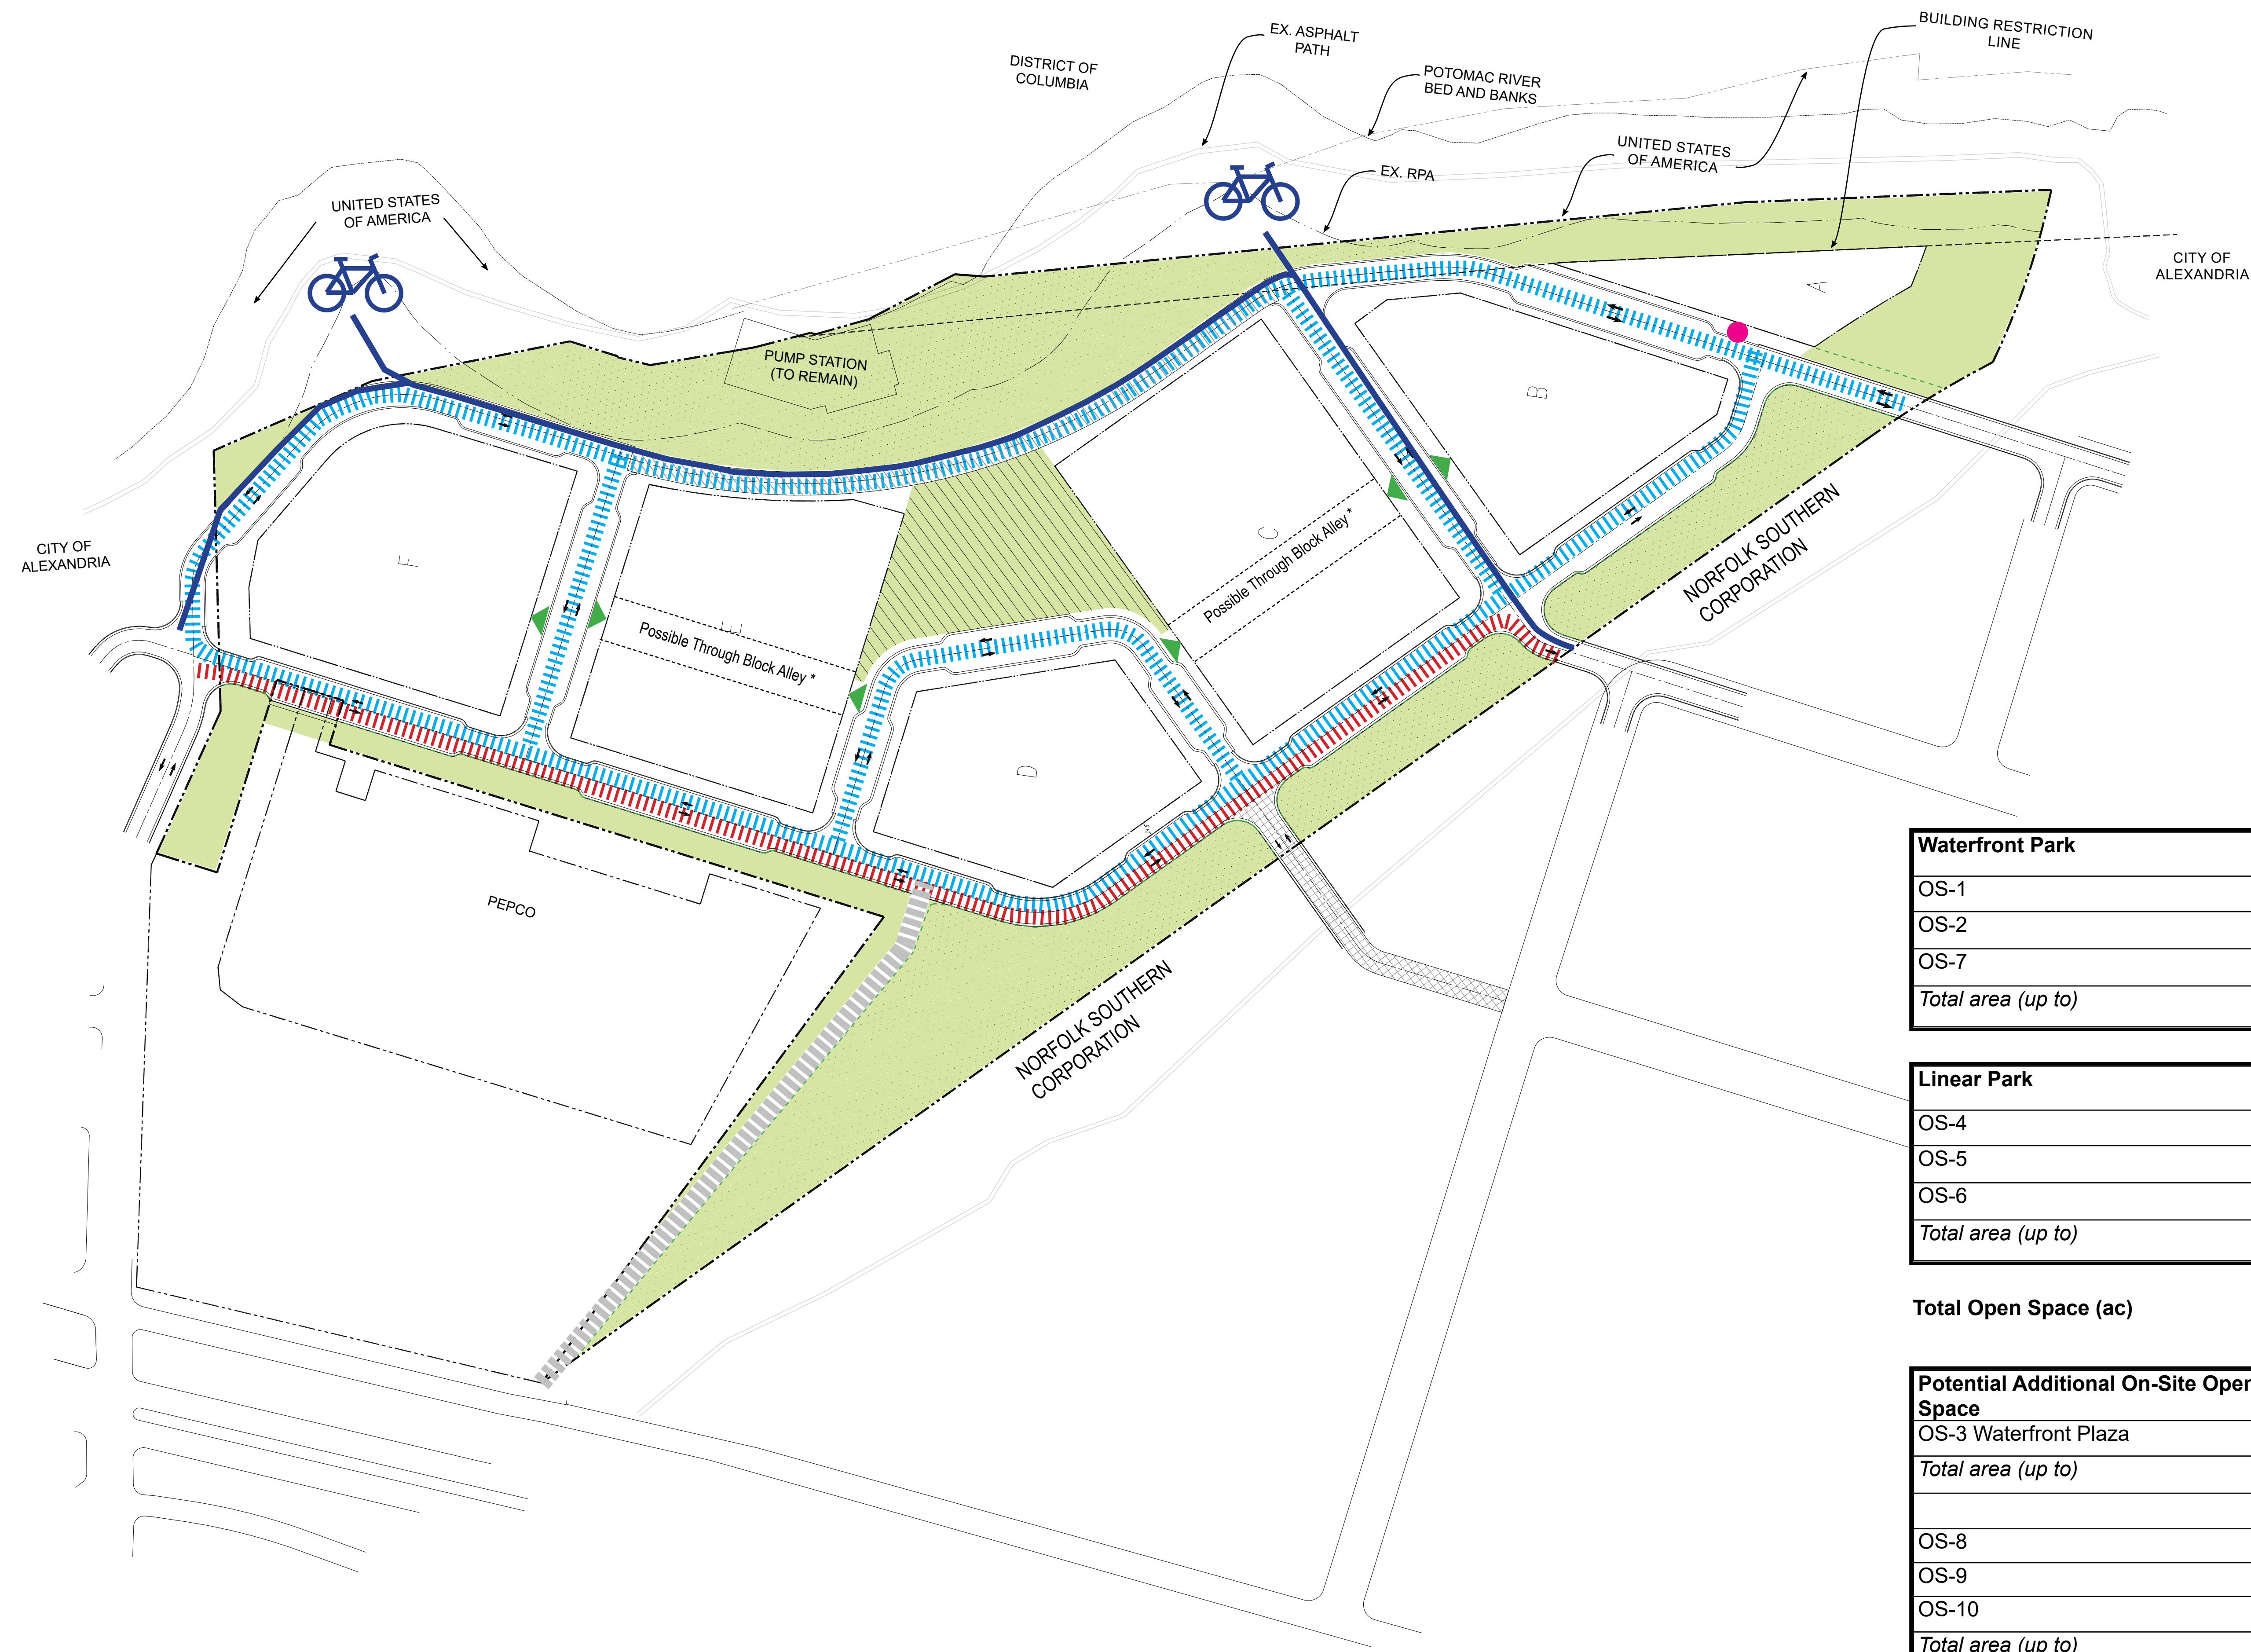 BUILDING RESTRICTION
LINE
EX. ASPHALT
PATH
DISTRICT OF
COLUMBIA
POTOMAC RIVER
BED AND BANKS
UNITED STATES
OF AMERICA
EX. RPA
UNITED STATES
OF AMERICA
CITY OF
ALEXANDRIA
A
PUMP STATION
(TO REMAIN)
B
C
Possible Through Block Alley *
NORFOLK SOUTHERN
CORPORATION
CITY OF
ALEXANDRIA
F
E
Possible Through Block Alley *
D
PEPCO
NORFOLK SOUTHERN
CORPORATION
Waterfront Park
OS-1
OS-2
OS-7
Total area (up to)
Linear Park
OS-4
OS-5
OS-6
Total area (up to)
Total Open Space (ac)
Potential Additional On-Site Open
Space
OS-3 Waterfront Plaza
Total area (up to)
OS-8
OS-9
OS-10
Total area (up to)